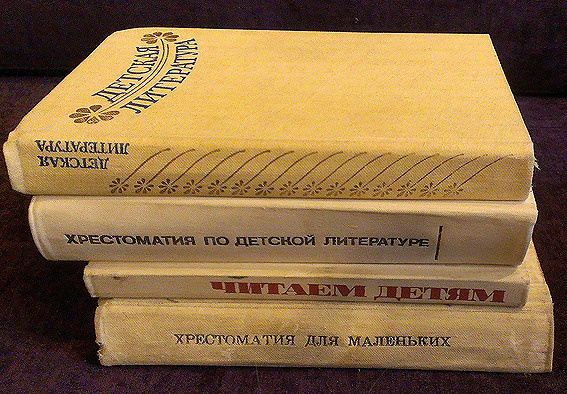 ДЕТСКАЯ
ЛИТЕРАТУРА
ДЕТСКАЯ
ЛИТЕРАТУРА
ХРЕСТОМАТИЯ ПО ДЕТСКОЙ ЛИТЕРАТУРЕ
ЧИТАЕМ ДЕТЯМ
ХРЕСТОМАТИЯ ДЛЯ МАЛЕНЬКИХ